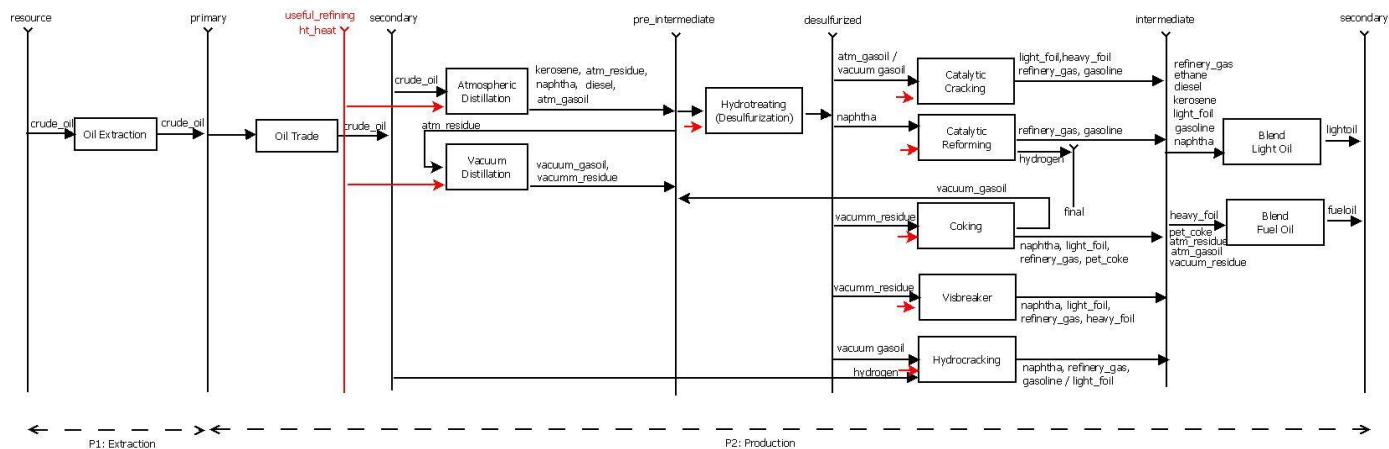 resource
primary
useful_refining
ht_heat
secondary
pre_intermediate
desulfurized
intermediate
secondary
crude_oil
Oil Extraction
crude_oil
Oil Trade
crude_oil
crude_oil
Atmospheric
Distillation
kerosene, atm_residue,
naphtha, diesel,
atm_gasoil
atm_residue
Vacuum
Distillation
vacuum_gasoil,
vacumm_residue
Hydrotreating
(Desulfurization)
atm_gasoil /
vacuum gasoil
Catalytic
Cracking
light_foil,heavy_foil
refinery_gas, gasoline
naphtha
Catalytic
Reforming
refinery_gas, gasoline
hydrogen
final
vacuum_gasoil
vacumm_residue
Coking
naphtha, light_foil,
refinery_gas, pet_coke
vacumm_residue
Visbreaker
naphtha, light_foil,
refinery_gas, heavy_foil
vacuum gasoil
hydrogen
Hydrocracking
naphtha, refinery_gas,
gasoline / light_foil
refinery_gas
ethane
diesel
kerosene
light_foil
gasoline
naphtha
Blend
Light Oil
lightoil
heavy_foil
pet_coke
atm_residue
atm_gasoil
vacuum_residue
Blend
Fuel Oil
fueloil
P1: Extraction
P2: Production